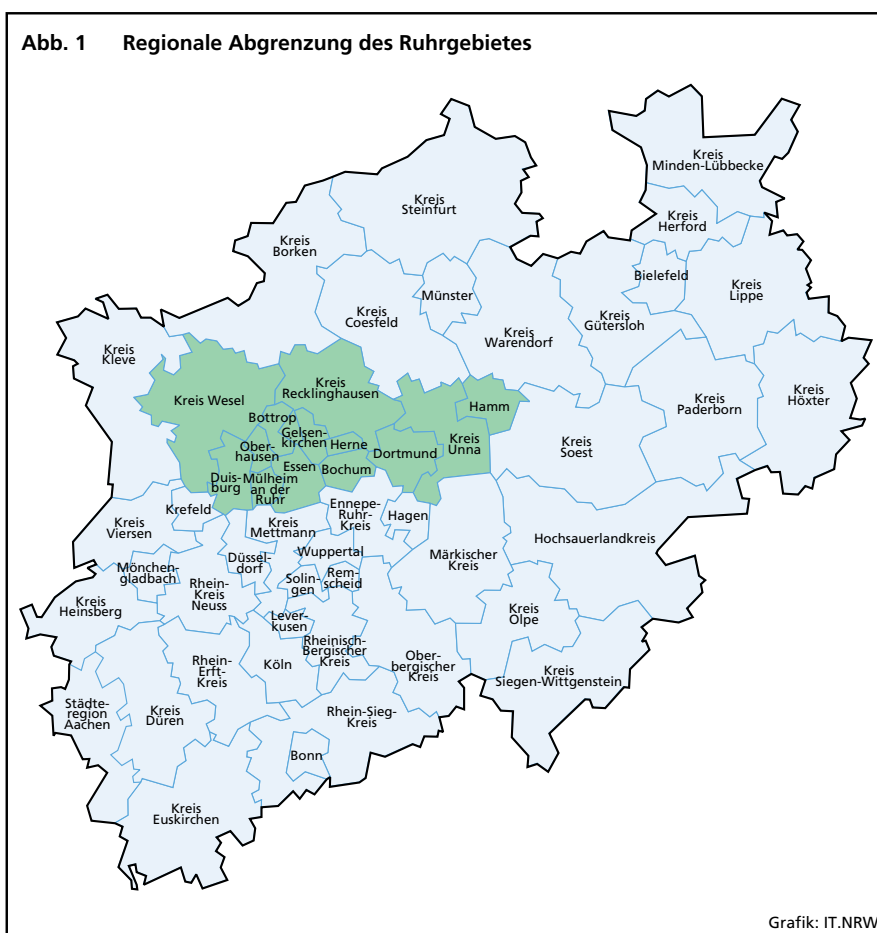 Abb. 1 Regionale Abgrenzung des Ruhrgebietes
Kreis
Minden-Lübbecke
Kreis
Steinfurt
Kreis
Herford
Kreis
Borken
Bielefeld
Kreis
Lippe
Münster
Kreis
Coesfeld
Kreis
Gütersloh
Kreis
Warendorf
Kreis
Kleve
Kreis
Recklinghausen
Kreis Wesel
Kreis
Paderborn
Kreis
Höxter
Hamm
Bottrop
Gelsen-
kirchen
Herne
Ober-
hausen
Dortmund
Kreis
Unna
Kreis
Soest
Essen
Bochum
Duis-
burg
Mülheim
an der
Ruhr
Krefeld
Ennepe-
Ruhr-
Kreis
Hagen
Kreis
Viersen
Kreis
Mettmann
Hochsauerlandkreis
Wuppertal
Märkischer
Kreis
Düssel-
dorf
Mönchen-
gladbach
Solin-
gen
Rem-
scheid
Rhein-
Kreis
Neuss
Kreis
Heinsberg
Kreis
Olpe
Lever-
kusen
Rheinisch-
Bergischer
Kreis
Rhein-
Erft-
Kreis
Köln
Ober-
bergischer
Kreis
Kreis
Siegen-Wittgenstein
Städte-
region
Aachen
Kreis
Düren
Rhein-Sieg-
Kreis
Bonn
Kreis
Euskirchen
Grafik: IT.NRW